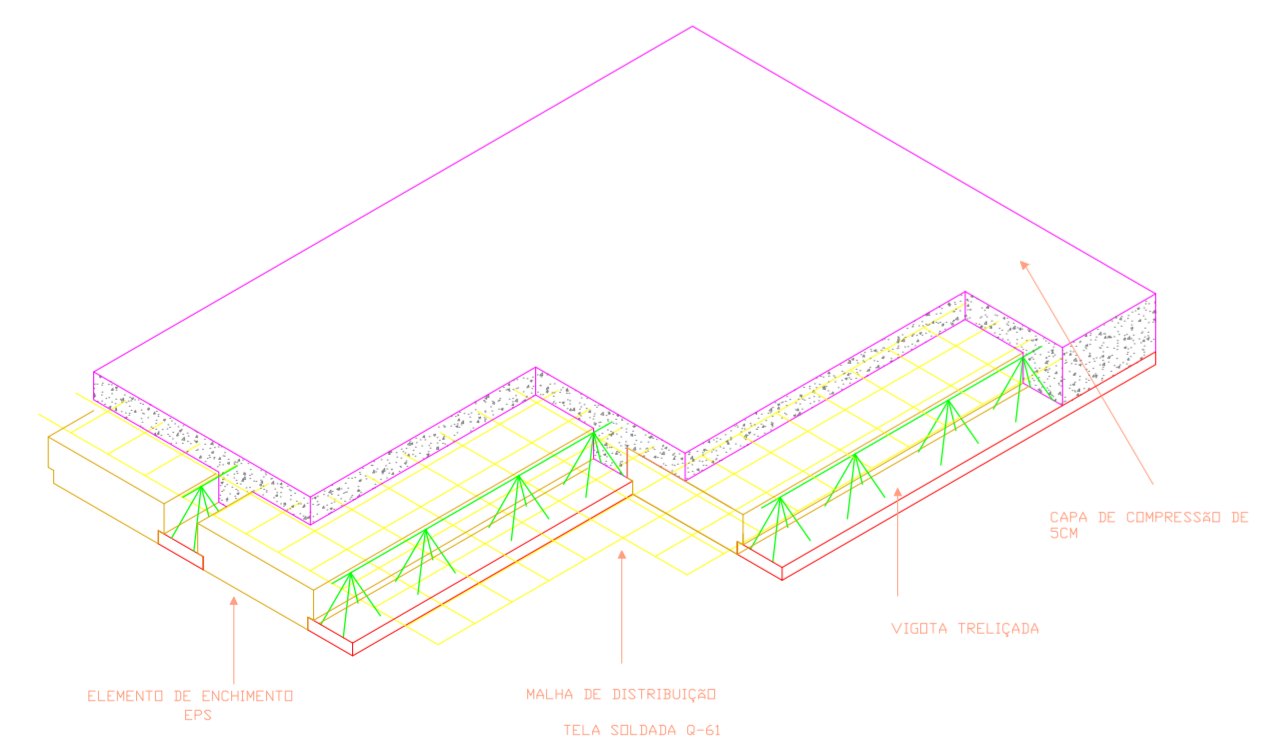 CAPA DE COMPRESSÃO DE
5CM
VIGOTA TRELIÇADA
ELEMENTO DE ENCHIMENTO
EPS
MALHA DE DISTRIBUIÇÃO
TELA SOLDADA Q-61